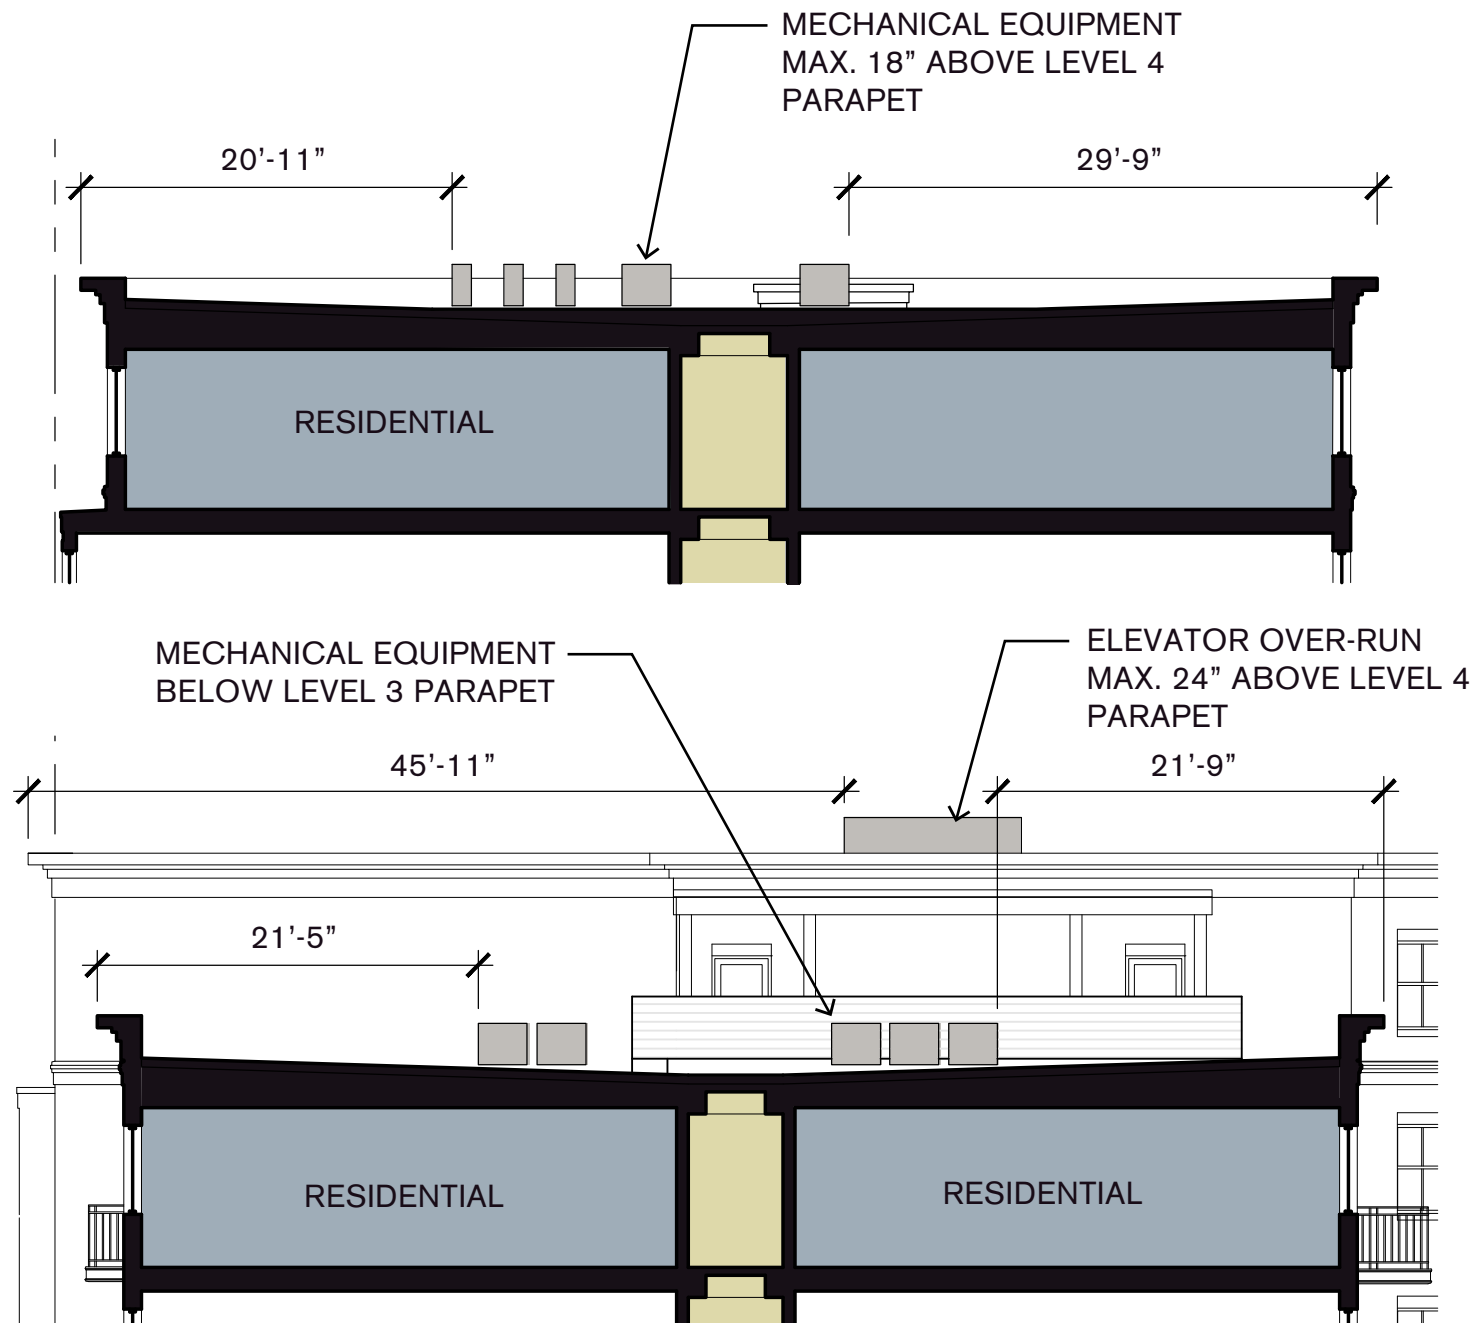 MECHANICAL EQUIPMENT
MAX. 18” ABOVE LEVEL 4
PARAPET
20’-11”
29’-9”
RESIDENTIAL
MECHANICAL EQUIPMENT
BELOW LEVEL 3 PARAPET
ELEVATOR OVER-RUN
MAX. 24” ABOVE LEVEL 4
PARAPET
45’-11”
21’-9”
21’-5”
RESIDENTIAL
RESIDENTIAL